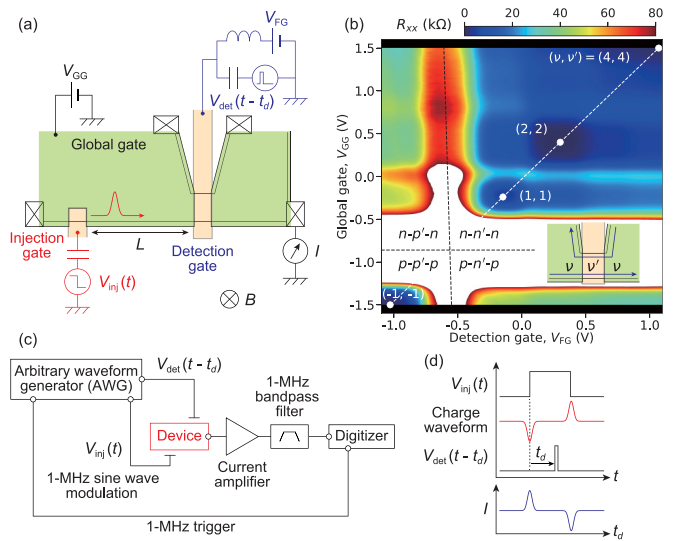 (a)
V_FG
V_GG
V_det(t − t_d)
B
Global gate
L
Injection
gate
Detection
gate
I
V_inj(t)
B
(b)
R_xx (kΩ)
0 20 40 60 80
(ν, ν') = (4, 4)
(2, 2)
(1, 1)
n-p'-n n-n'-n
p-p'-p p-n'-p
(-1, -1)
ν ν' ν
Global gate, V_GG (V)
1.5
1.0
0.5
0.0
-0.5
-1.0
-1.5
-1.0 -0.5 0.0 0.5 1.0
Detection gate, V_FG (V)
(c)
Arbitrary waveform
generator (AWG)
V_det(t − t_d)
1-MHz
bandpass
filter
Device
Digitizer
V_inj(t)
Current
amplifier
1-MHz sine wave
modulation
1-MHz trigger
(d)
V_inj(t)
Charge
waveform
V_det(t − t_d)
t_d
t
I
t_d